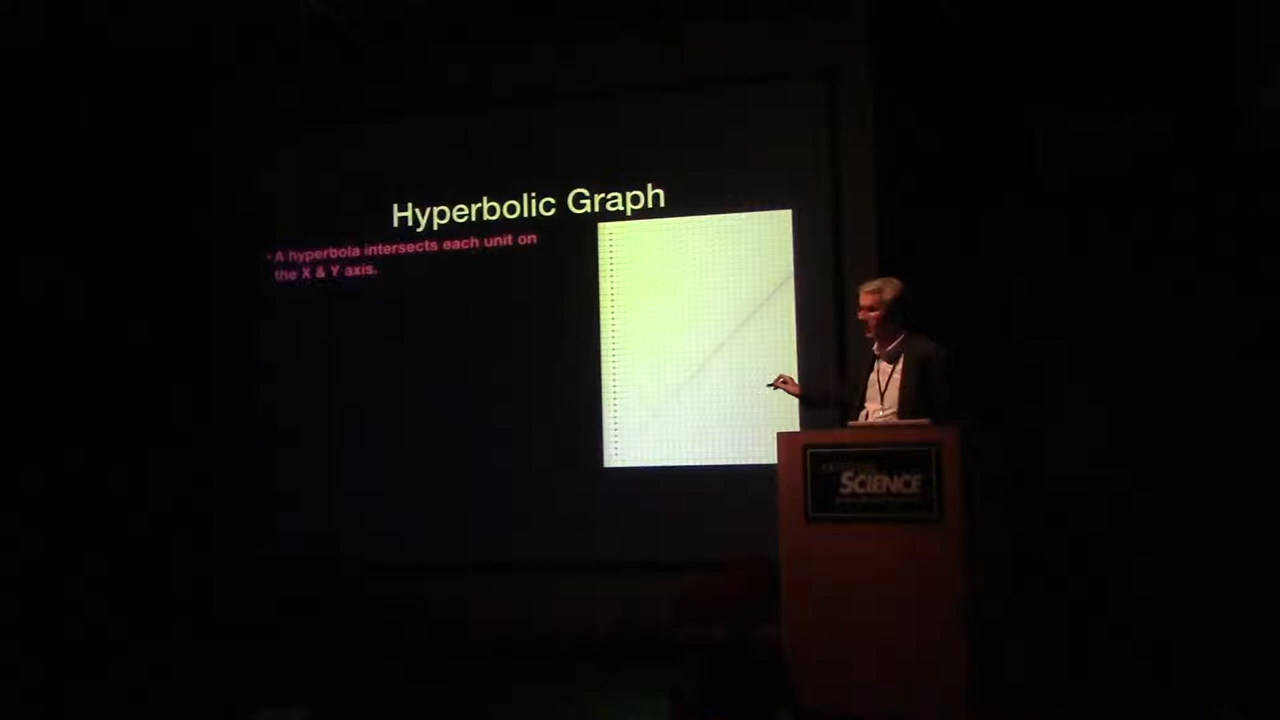 Hyperbolic Graph
• A hyperbola intersects each unit on
the X & Y axis.
SCIENCE